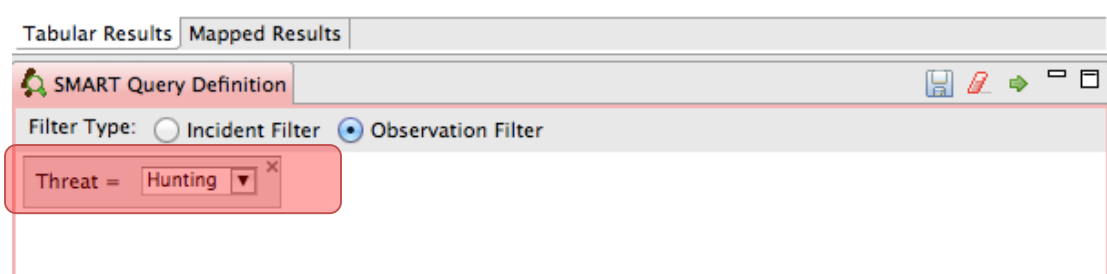 Tabular Results Mapped Results
SMART Query Definition
Filter Type: Incident Filter Observation Filter
Threat = Hunting